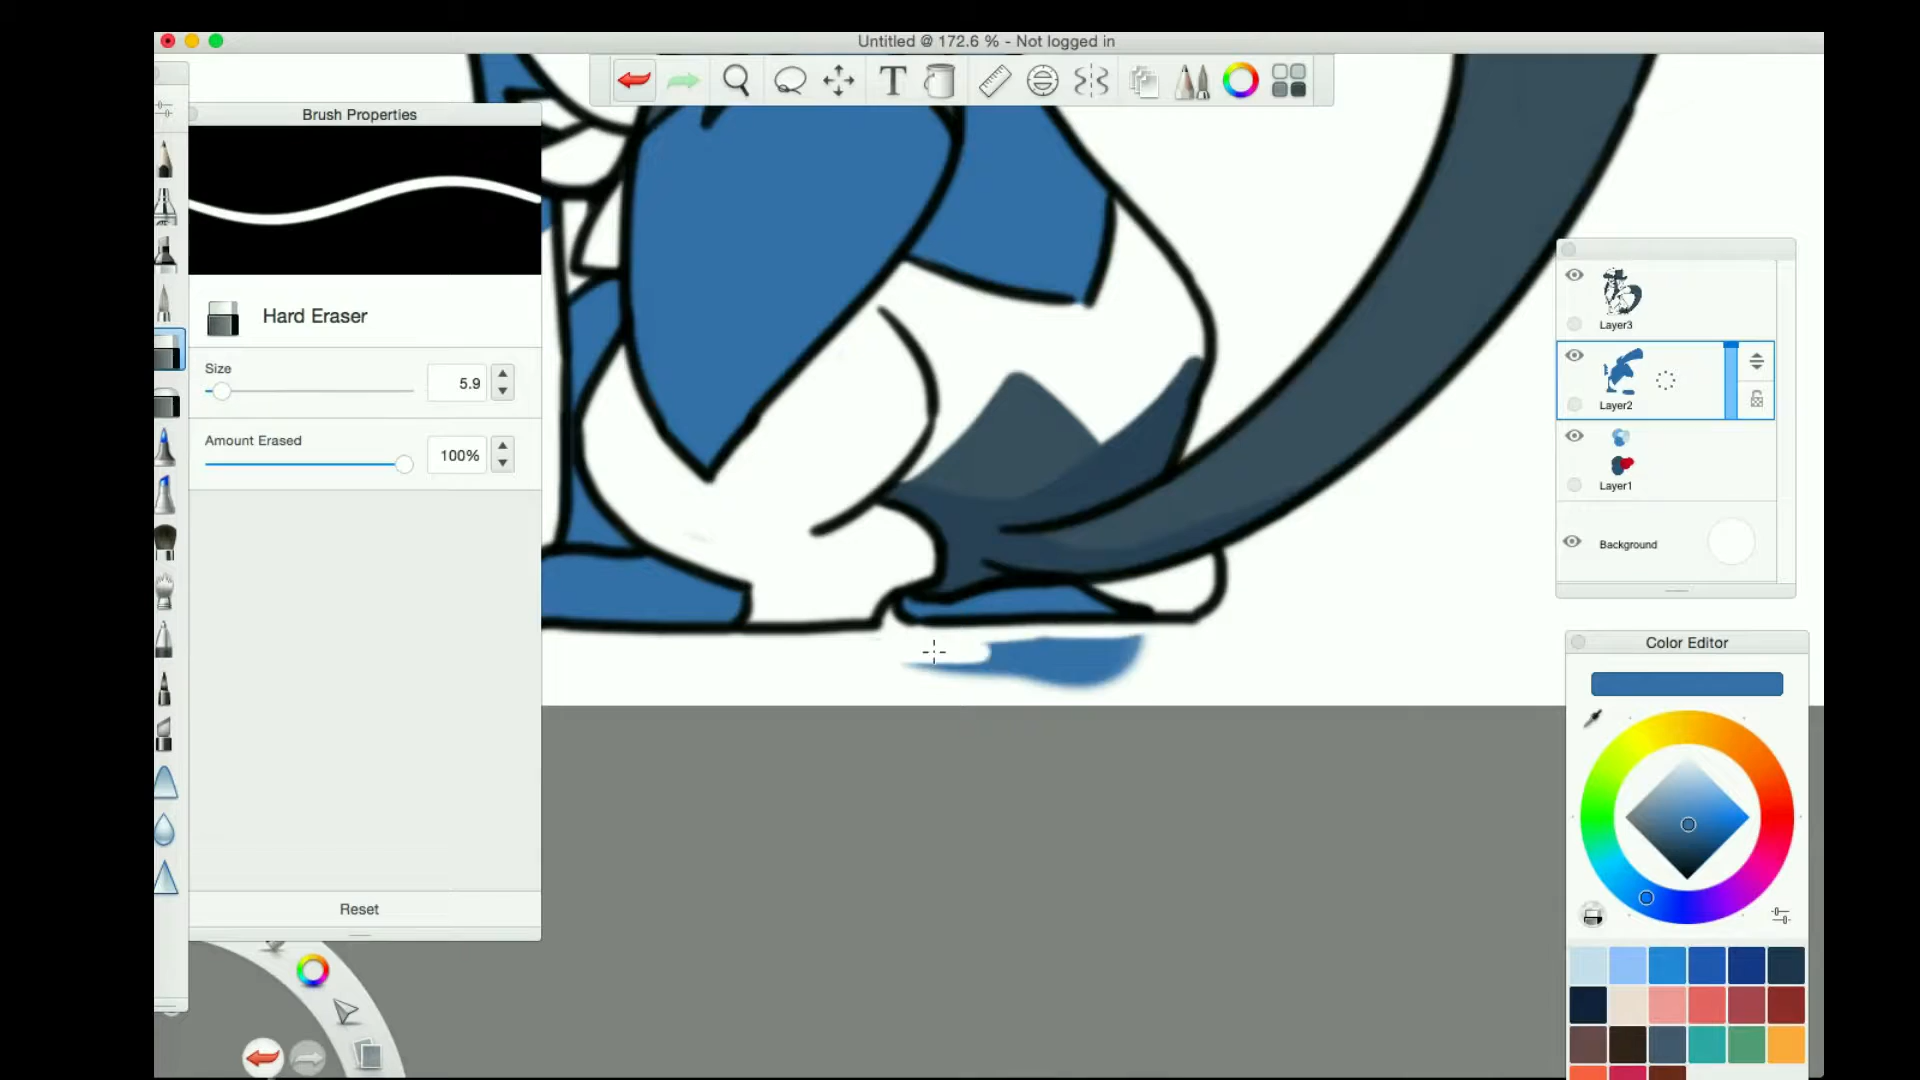 Untitled @ 172.6 % - Not logged in
T
Brush Properties
Hard Eraser
Size
5.9
Amount Erased
100%
Reset
Layer3
Layer2
Layer1
Background
Color Editor